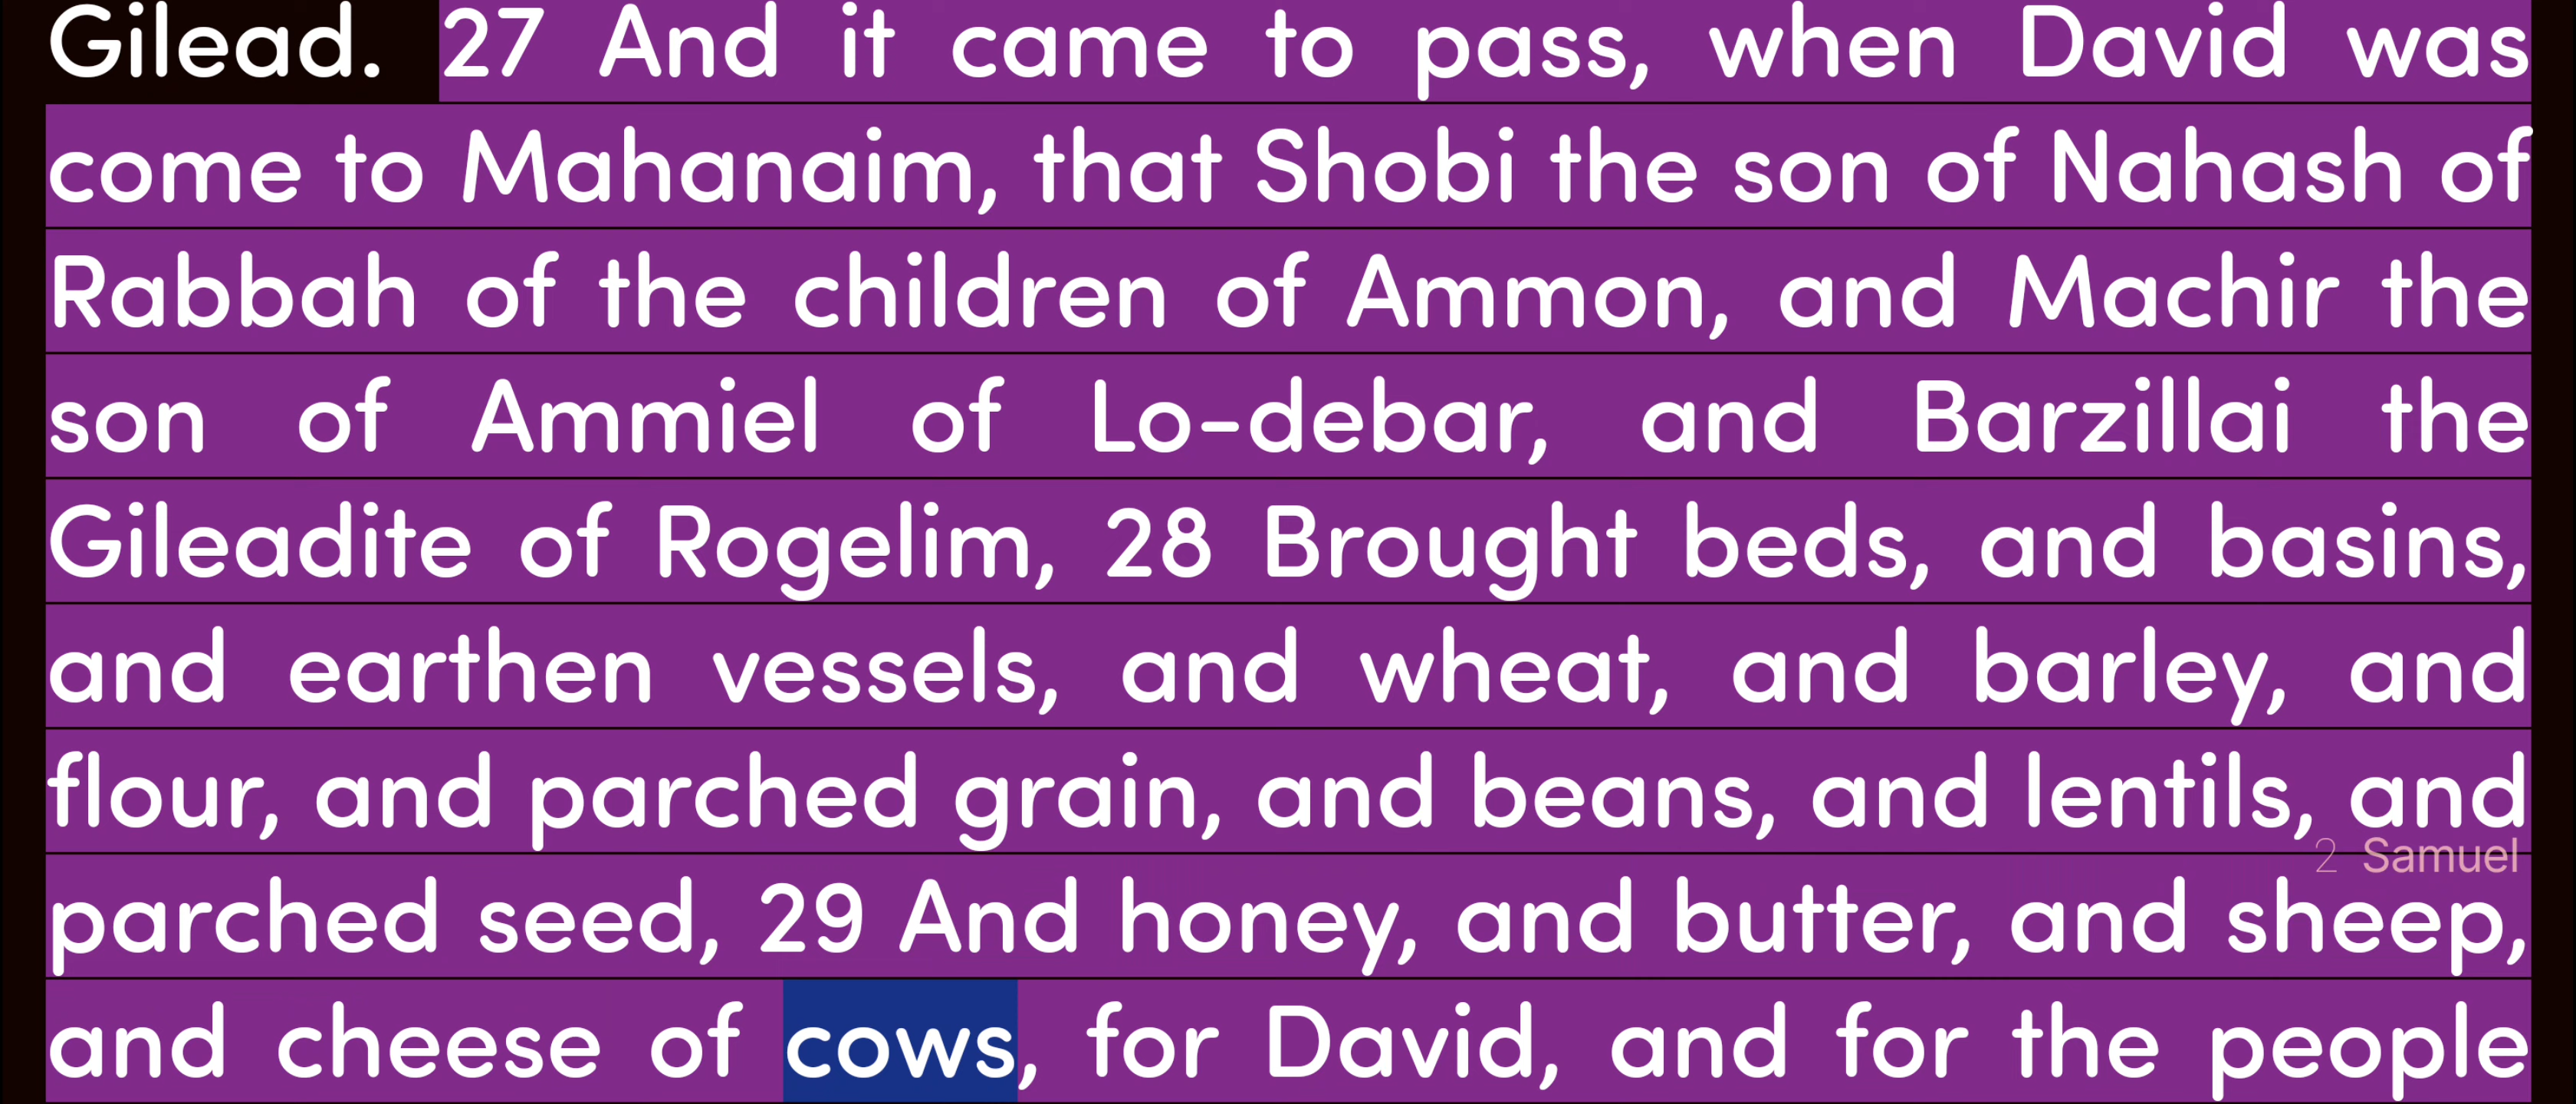 Gilead. 27 And it came to pass, when David was
come to Mahanaim, that Shobi the son of Nahash of
Rabbah of the children of Ammon, and Machir the
son of Ammiel of Lo-debar, and Barzillai the
Gileadite of Rogelim, 28 Brought beds, and basins,
and earthen vessels, and wheat, and barley, and
flour, and parched grain, and beans, and lentils, and
2 Samuel
parched seed, 29 And honey, and butter, and sheep,
and cheese of cows, for David, and for the people